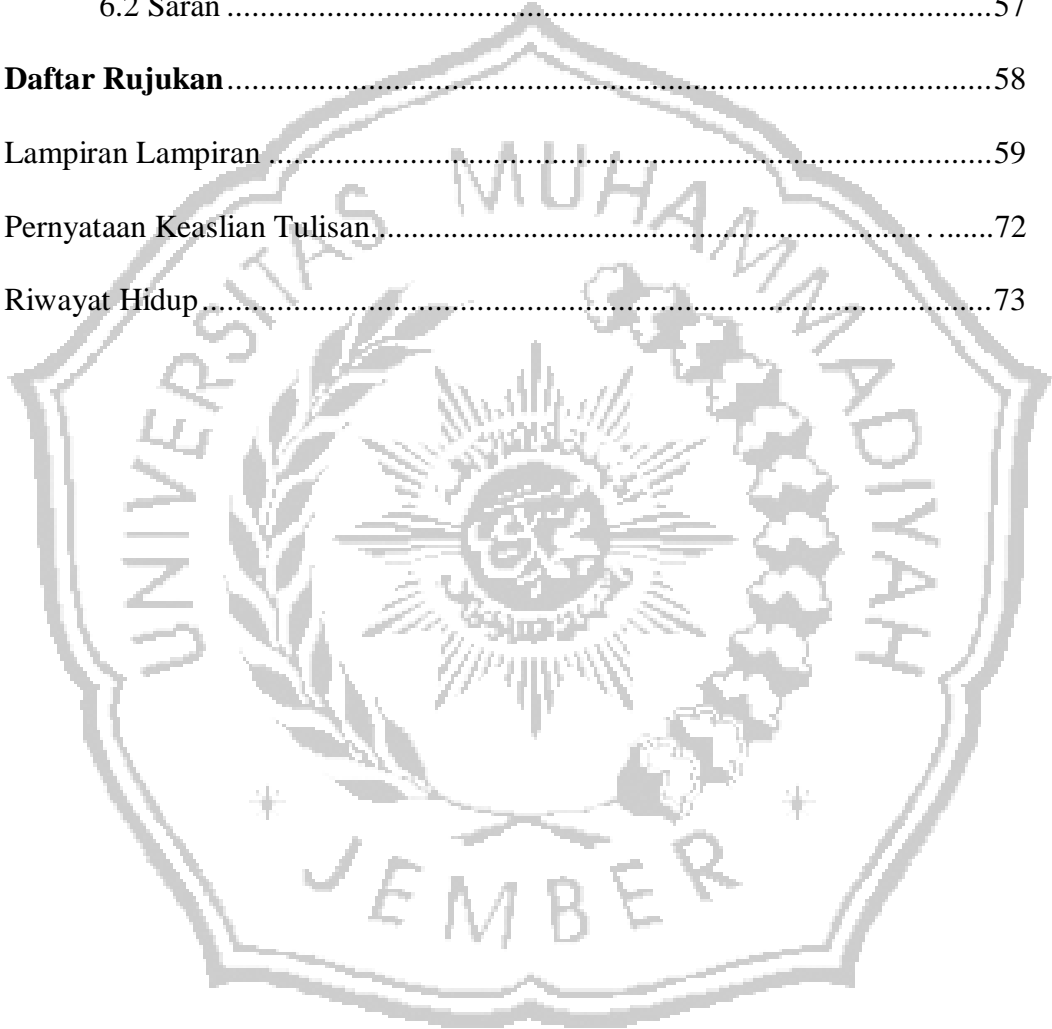 6.2 Saran ............................................................................................57
Daftar Rujukan ............................................................................................58
Lampiran Lampiran ............................................................................................59
Pernyataan Keaslian Tulisan.................................................................. . .......72
Riwayat Hidup ............................................................................................73
UNIVERSITAS MUHAMMADIYAH
JEMBER